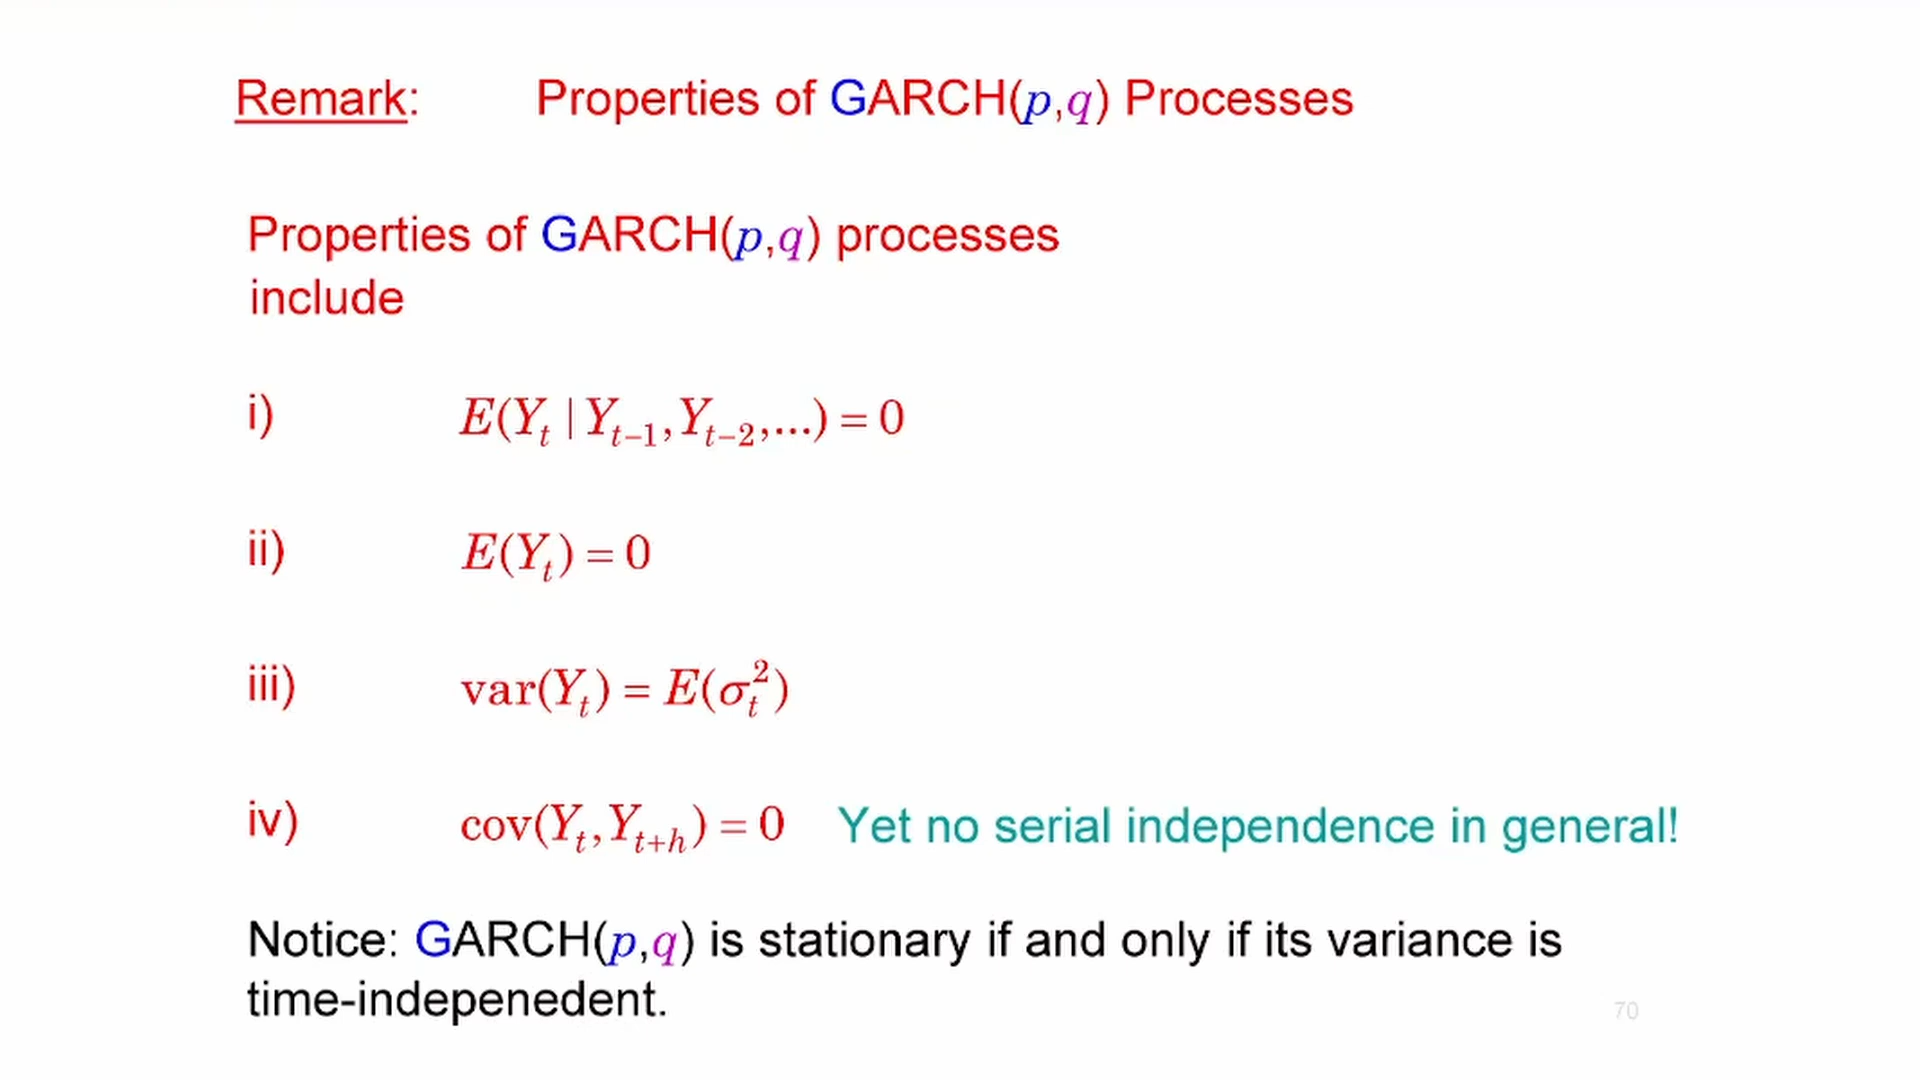 Remark: Properties of GARCH(p,q) Processes
Properties of GARCH(p,q) processes
include
i) E(Y_t | Y_{t−1}, Y_{t−2},...) = 0
ii) E(Y_t) = 0
iii) var(Y_t) = E(σ_t^2)
iv) cov(Y_t, Y_{t+h}) = 0 Yet no serial independence in general!
Notice: GARCH(p,q) is stationary if and only if its variance is
time-indepenedent.
70